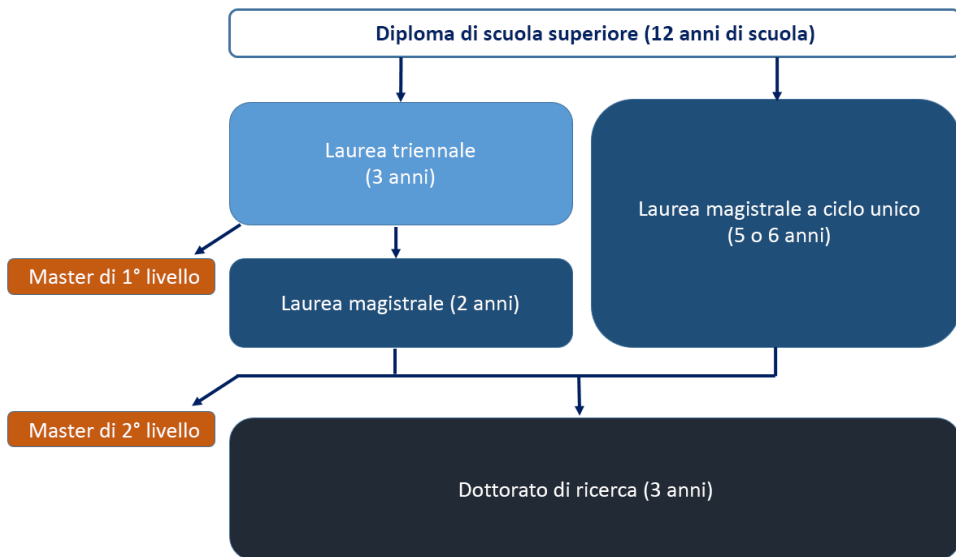 Diploma di scuola superiore (12 anni di scuola)
Laurea triennale
(3 anni)
Laurea magistrale a ciclo unico
(5 o 6 anni)
Master di 1° livello
Laurea magistrale (2 anni)
Master di 2° livello
Dottorato di ricerca (3 anni)